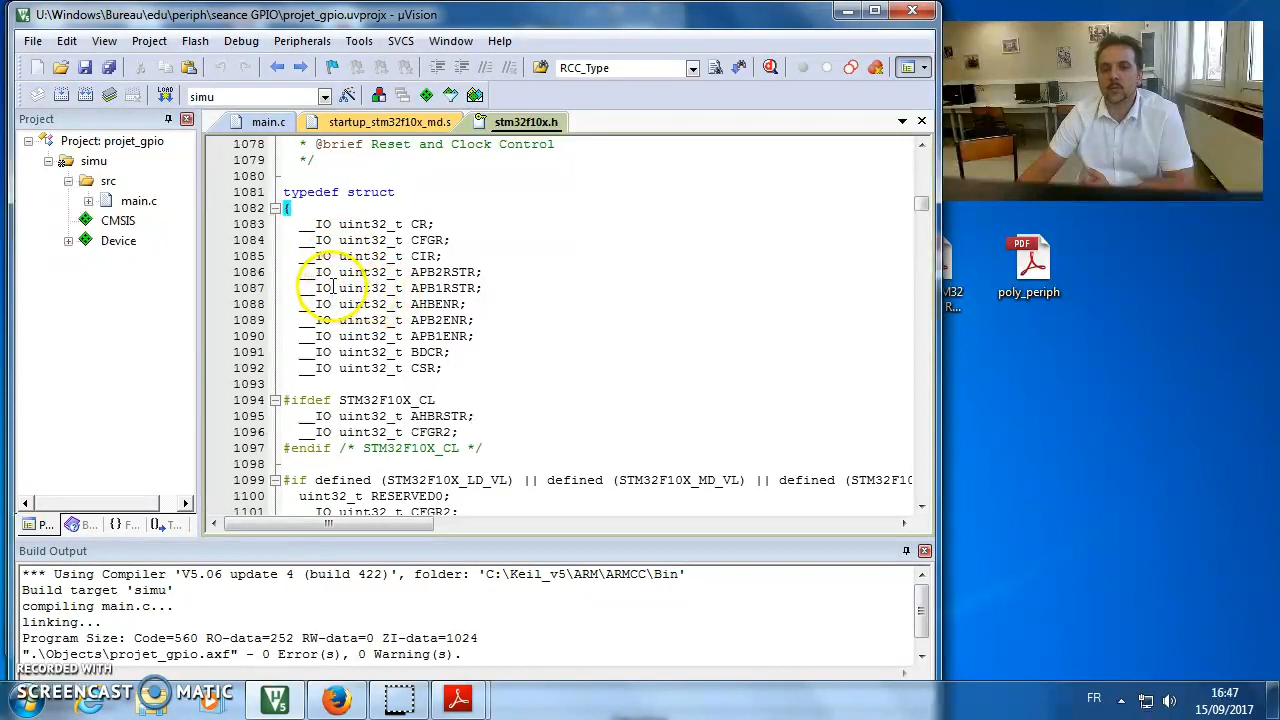 U:\Windows\Bureau\edu\periph\seance GPIO\projet_gpio.uvprojx - µVision
File Edit View Project Flash Debug Peripherals Tools SVCS Window Help
RCC_Type
LOAD
simu
Project
main.c startup_stm32f10x_md.s stm32f10x.h
Project: projet_gpio
simu
src
main.c
CMSIS
Device
1078 * @brief Reset and Clock Control
1079 */
1080
1081 typedef struct
1082 {
1083 __IO uint32_t CR;
1084 __IO uint32_t CFGR;
1085 __IO uint32_t CIR;
1086 __IO uint32_t APB2RSTR;
1087 __IO uint32_t APB1RSTR;
1088 __IO uint32_t AHBENR;
1089 __IO uint32_t APB2ENR;
1090 __IO uint32_t APB1ENR;
1091 __IO uint32_t BDCR;
1092 __IO uint32_t CSR;
1093
1094 #ifdef STM32F10X_CL
1095 __IO uint32_t AHBRSTR;
1096 __IO uint32_t CFGR2;
1097 #endif /* STM32F10X_CL */
1098
1099 #if defined (STM32F10X_LD_VL) || defined (STM32F10X_MD_VL) || defined (STM32F10
1100 uint32_t RESERVED0;
1101 __IO uint32_t CFGR2;
P... B... {} F... T...
Build Output
*** Using Compiler 'V5.06 update 4 (build 422)', folder: 'C:\Keil_v5\ARM\ARMCC\Bin'
Build target 'simu'
compiling main.c...
linking...
Program Size: Code=560 RO-data=252 RW-data=0 ZI-data=1024
".\Objects\projet_gpio.axf" - 0 Error(s), 0 Warning(s).
RECORDED WITH
SCREENCAST MATIC
PDF
poly_periph
FR
16:47
15/09/2017